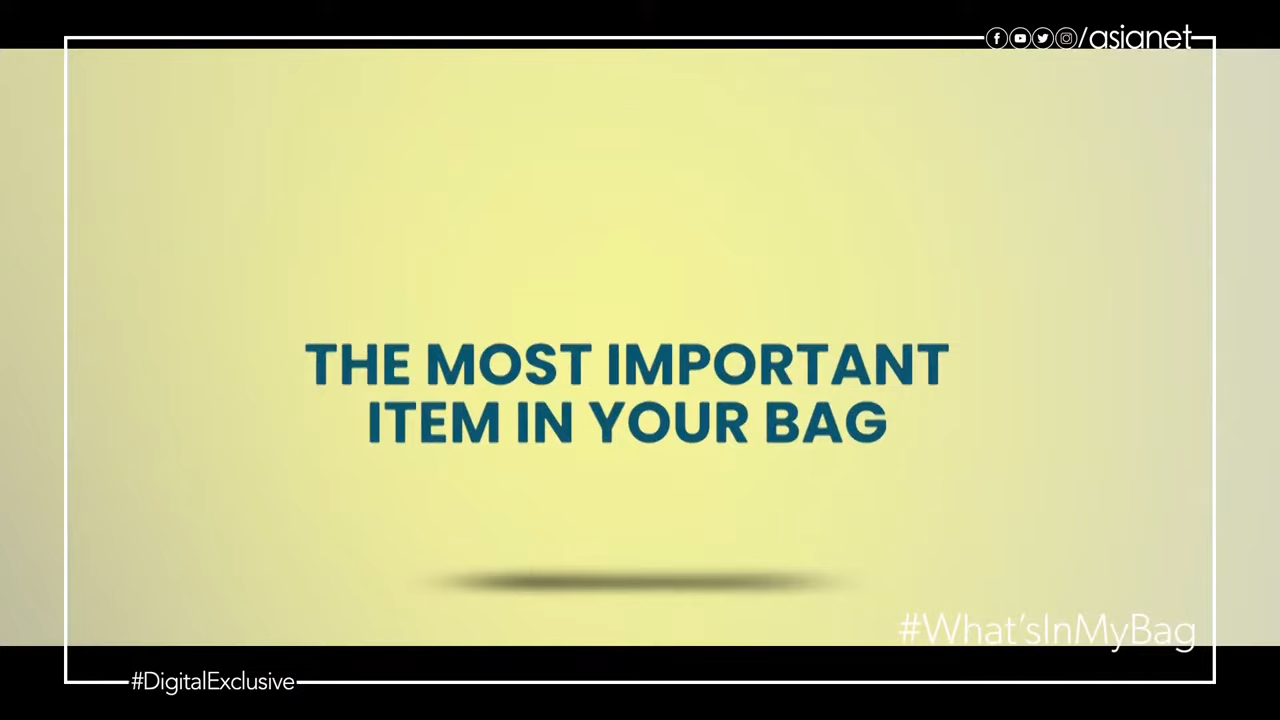 /asianet
THE MOST IMPORTANT
ITEM IN YOUR BAG
#What'sInMyBag
#DigitalExclusive